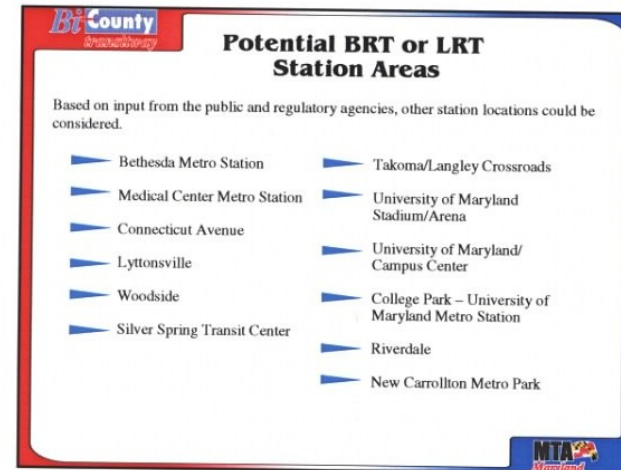 Bi-County
transitway
Potential BRT or LRT
Station Areas
Based on input from the public and regulatory agencies, other station locations could be
considered.
Bethesda Metro Station
Medical Center Metro Station
Connecticut Avenue
Lyttonsville
Woodside
Silver Spring Transit Center
Takoma/Langley Crossroads
University of Maryland
Stadium/Arena
University of Maryland/
Campus Center
College Park – University of
Maryland Metro Station
Riverdale
New Carrollton Metro Park
MTA
Maryland